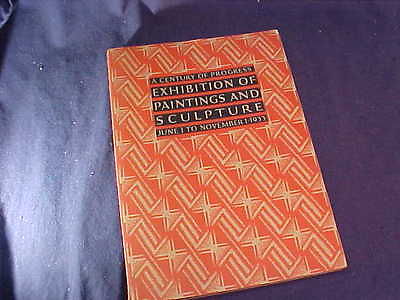 A CENTURY OF PROGRESS
EXHIBITION OF
PAINTINGS AND
SCULPTURE
JUNE 1 TO NOVEMBER 1·1933